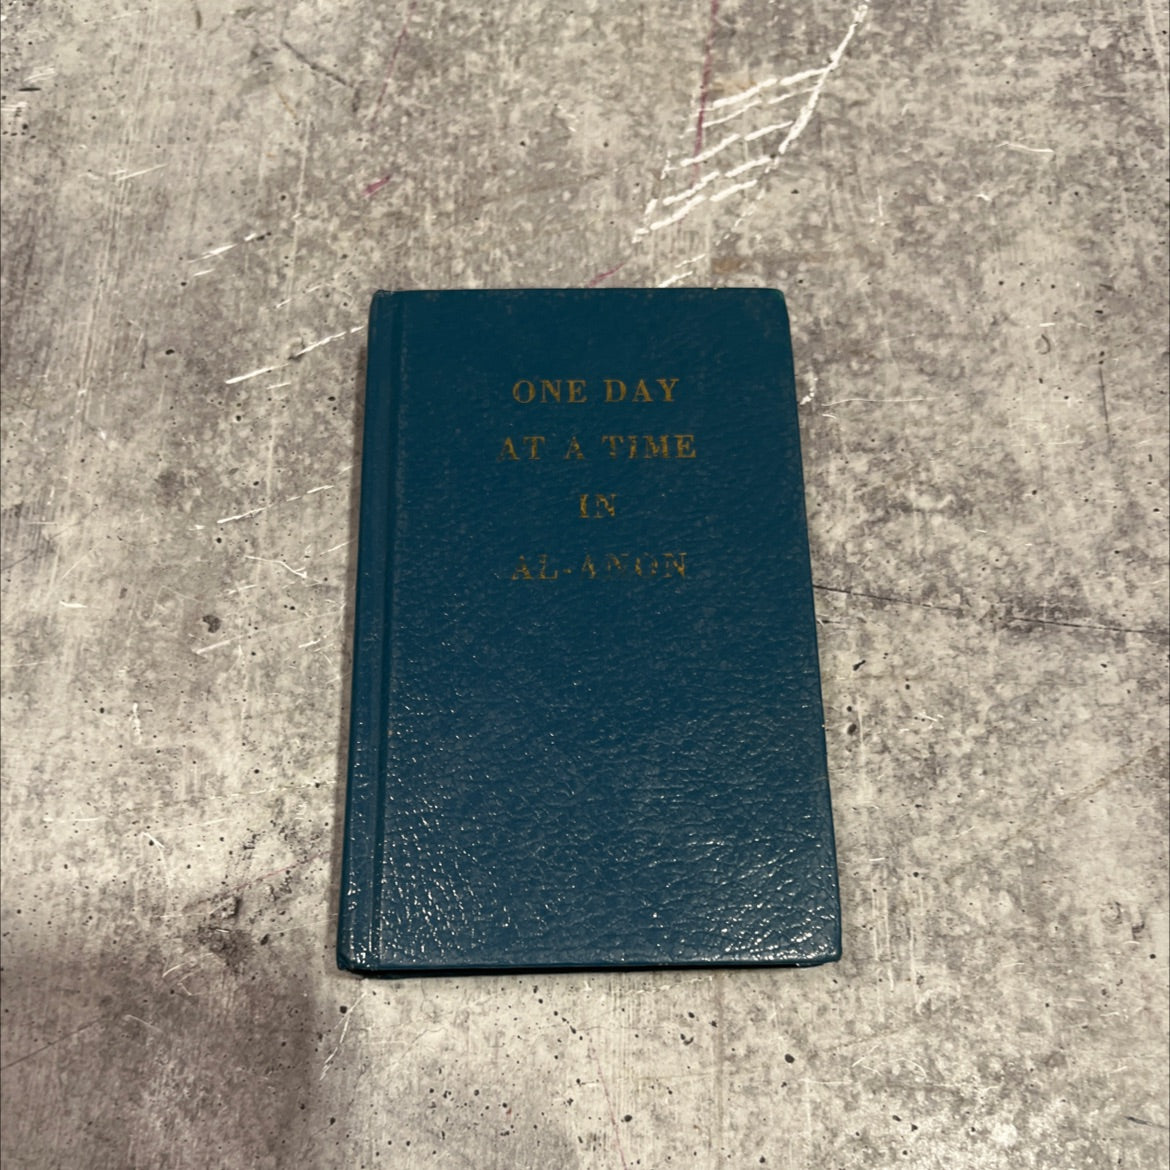 ONE DAY
AT A TIME
IN
AL-ANON